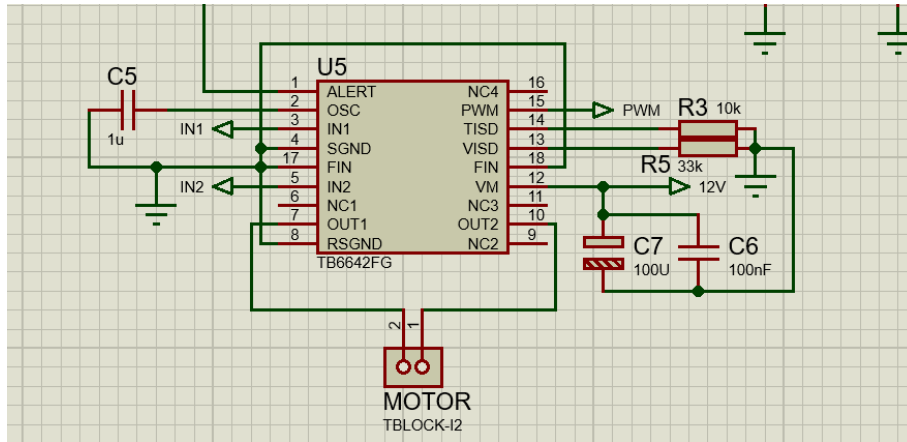 U5
C5
1u
IN1
IN2
1 ALERT
2 OSC
3 IN1
4 SGND
17 FIN
5 IN2
6 NC1
7 OUT1
8 RSGND
NC4 16
PWM 15
TISD 14
VISD 13
FIN 18
VM 12
NC3 11
OUT2 10
NC2 9
TB6642FG
PWM
R3 10k
R5 33k
12V
C7
100U
C6
100nF
2 1
MOTOR
TBLOCK-I2